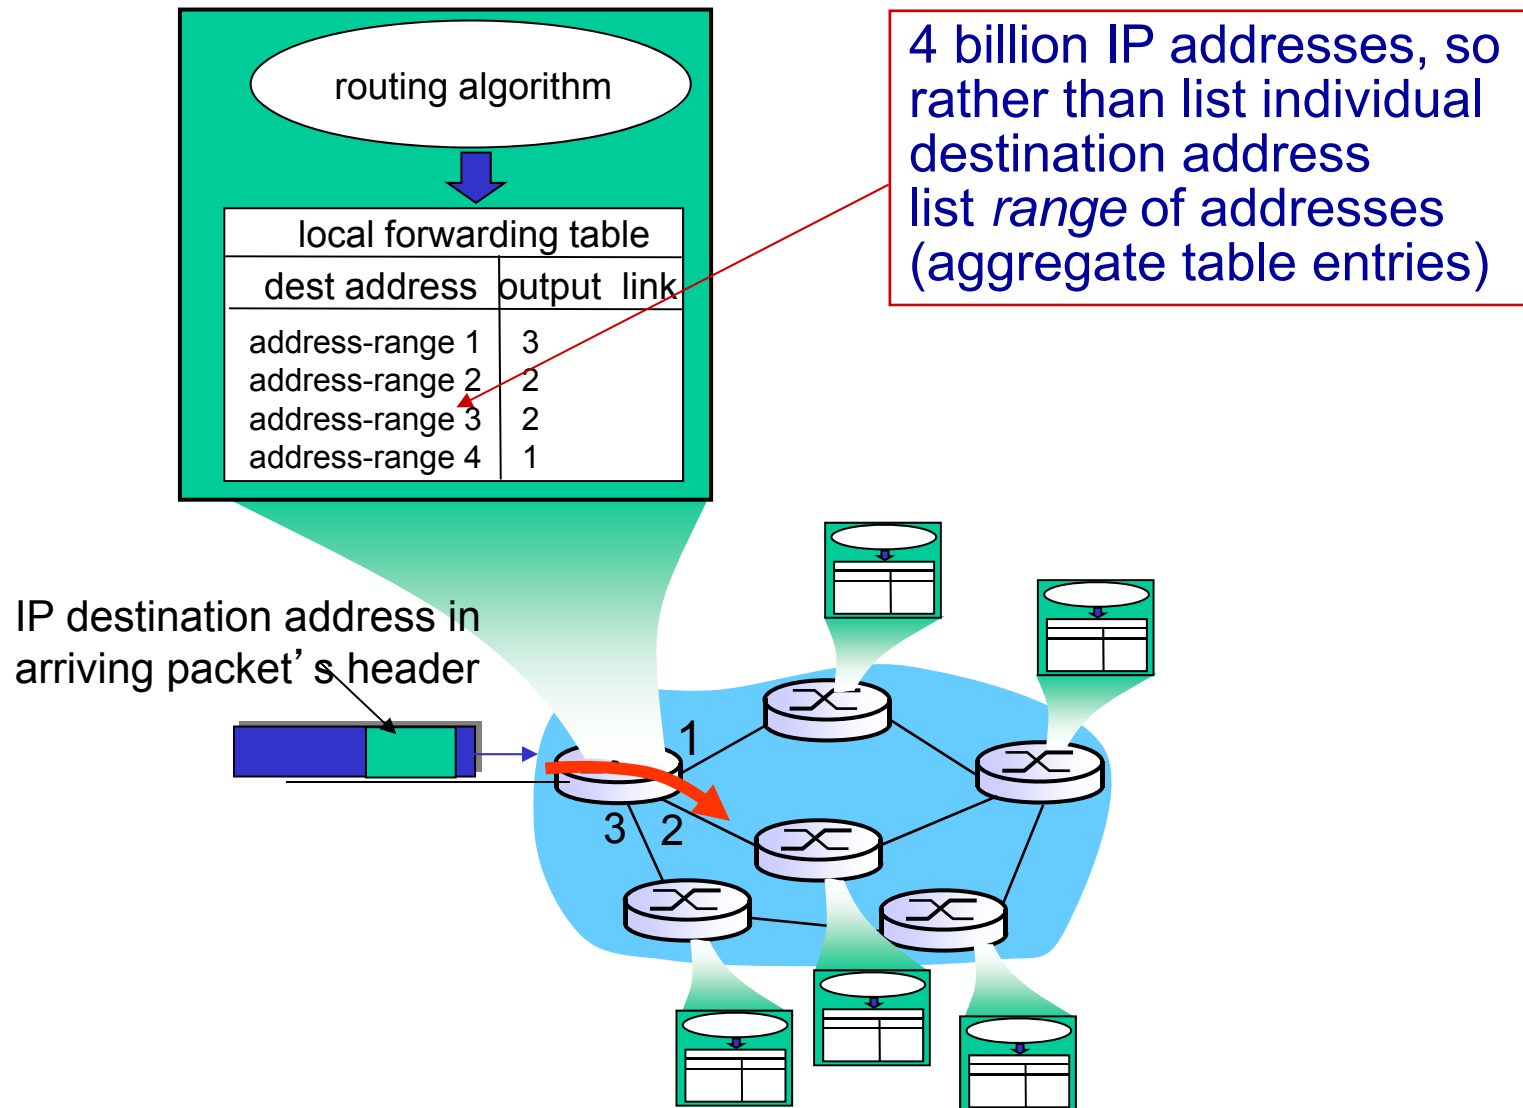 routing algorithm
local forwarding table
dest address output link
address-range 1 3
address-range 2 2
address-range 3 2
address-range 4 1
4 billion IP addresses, so
rather than list individual
destination address
list range of addresses
(aggregate table entries)
IP destination address in
arriving packet’s header
1
3 2